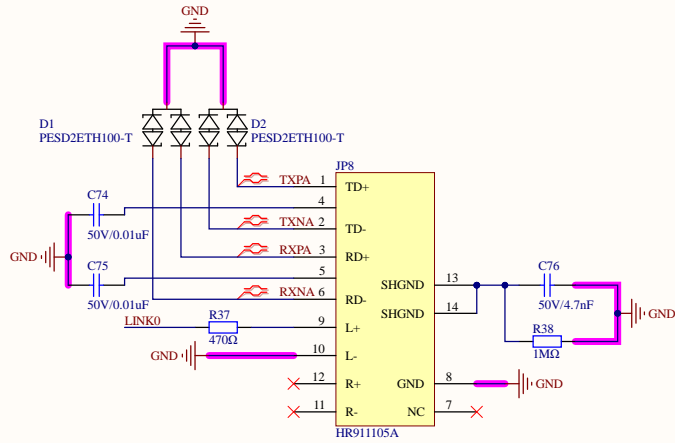 GND
D1
PESD2ETH100-T
D2
PESD2ETH100-T
JP8
TXPA 1 TD+
C74
4
50V/0.01uF
TXNA 2 TD-
GND
RXPA 3 RD+
C75
5
50V/0.01uF
RXNA 6 RD-
SHGND 13
C76
50V/4.7nF
SHGND 14
GND
LINK0
R37
470Ω
9 L+
R38
1MΩ
GND
10 L-
12 R+
GND 8
GND
11 R-
NC 7
HR911105A